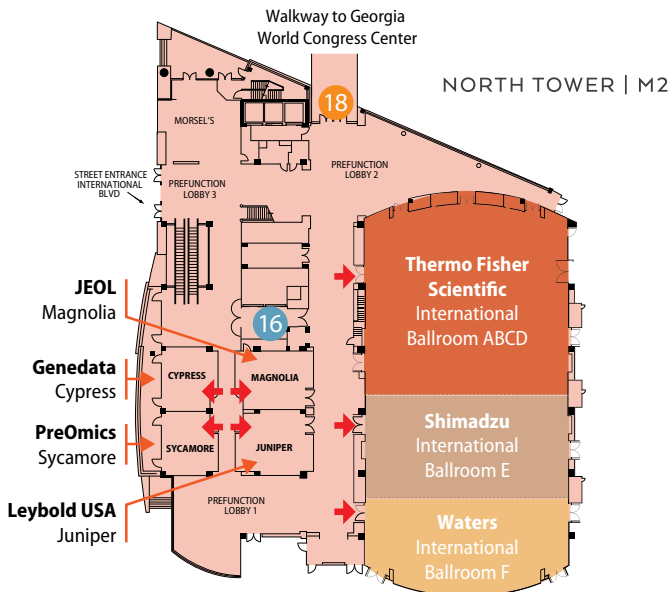 Walkway to Georgia
World Congress Center
NORTH TOWER | M2
18
MORSEL'S
PREFUNCTION
LOBBY 2
STREET ENTRANCE
INTERNATIONAL
BLVD
PREFUNCTION
LOBBY 3
Thermo Fisher
Scientific
International
Ballroom ABCD
JEOL
Magnolia
16
Genedata
Cypress
CYPRESS
MAGNOLIA
PreOmics
Sycamore
SYCAMORE
JUNIPER
Shimadzu
International
Ballroom E
Leybold USA
Juniper
PREFUNCTION
LOBBY 1
Waters
International
Ballroom F